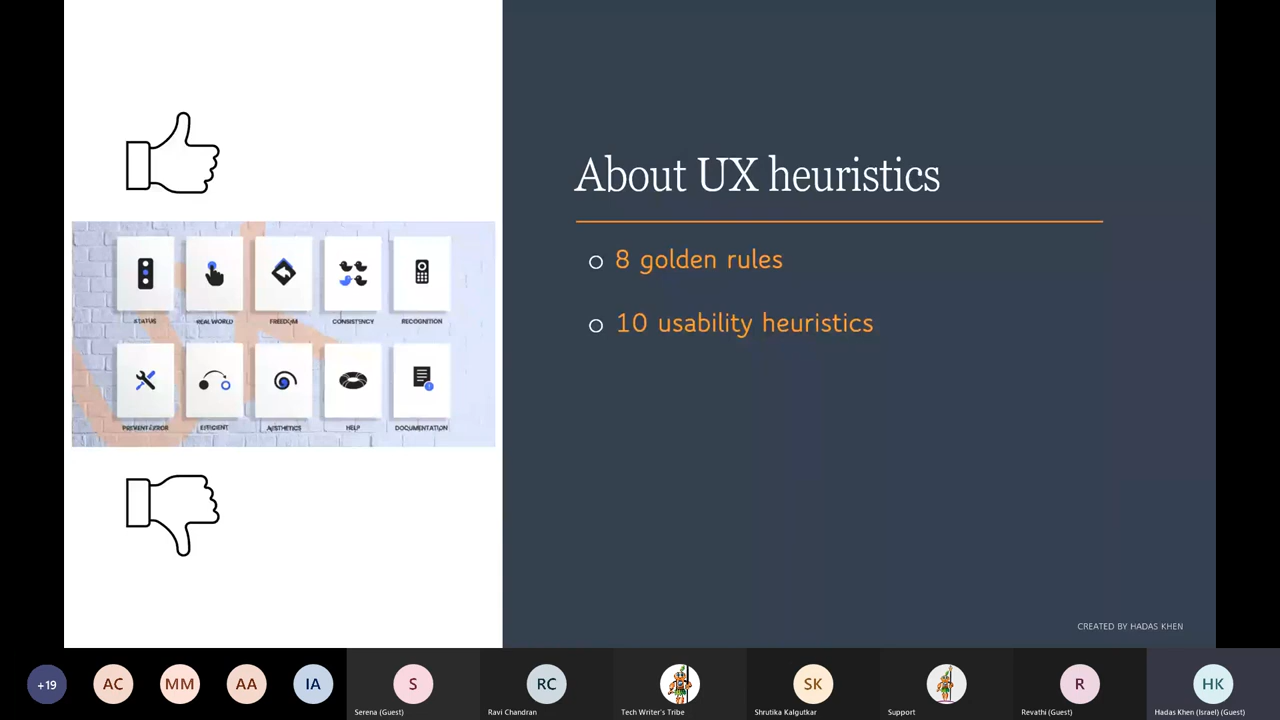 About UX heuristics
8 golden rules
10 usability heuristics
STATUS
REAL WORLD
FREEDOM
CONSISTENCY
RECOGNITION
PREVENT ERROR
EFFICIENT
AESTHETICS
HELP
DOCUMENTATION
CREATED BY HADAS KHEN
+19
AC
MM
AA
IA
S
RC
SK
R
HK
Serena (Guest)
Ravi Chandran
Tech Writer's Tribe
Shrutika Kalgutkar
Support
Revathi (Guest)
Hadas Khen (Israel) (Guest)